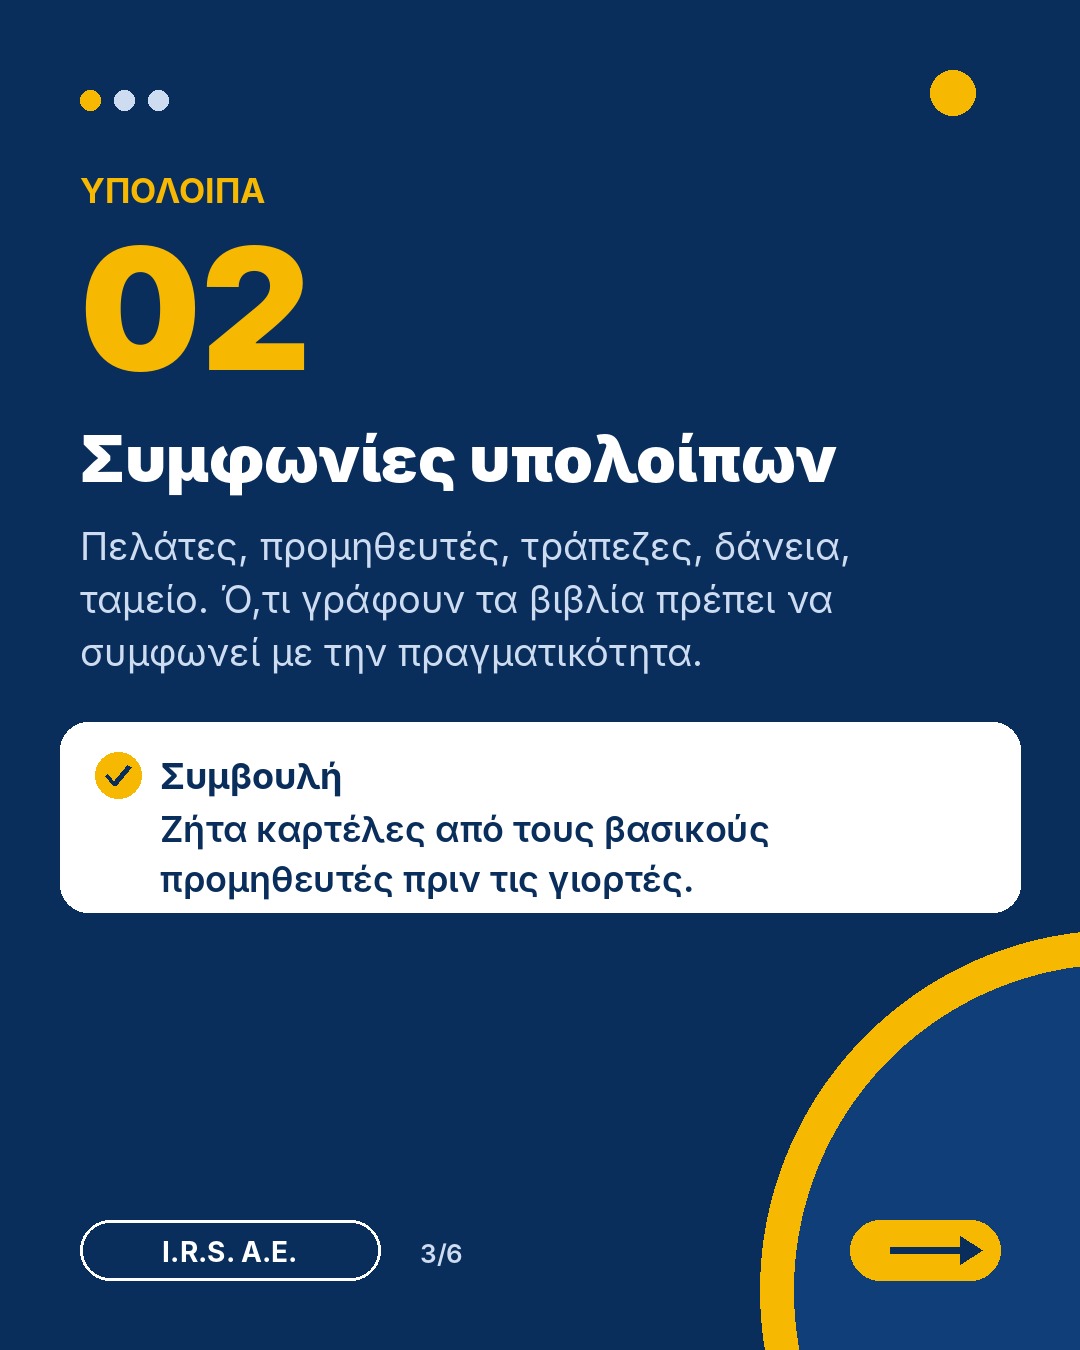 ΥΠΟΛΟΙΠΑ
02
Συμφωνίες υπολοίπων
Πελάτες, προμηθευτές, τράπεζες, δάνεια,
ταμείο. Ό,τι γράφουν τα βιβλία πρέπει να
συμφωνεί με την πραγματικότητα.
Συμβουλή
Ζήτα καρτέλες από τους βασικούς
προμηθευτές πριν τις γιορτές.
I.R.S. A.E.
3/6